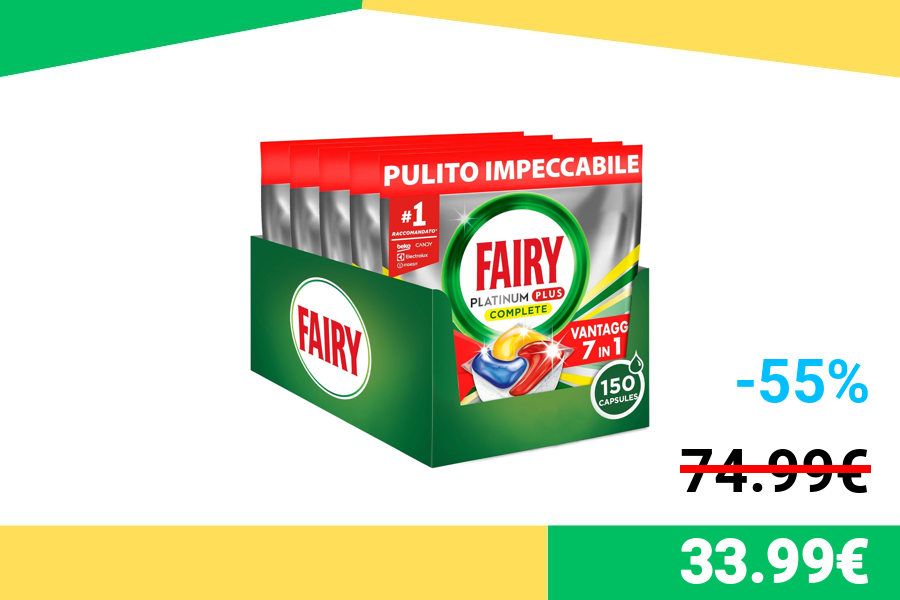 PULITO IMPECCABILE
#1
RACCOMANDATO*
beko CANDY
Electrolux
FAIRY
PLATINUM PLUS
COMPLETE
VANTAGG
7 IN 1
150
CAPSULES
FAIRY
-55%
74.99€
33.99€